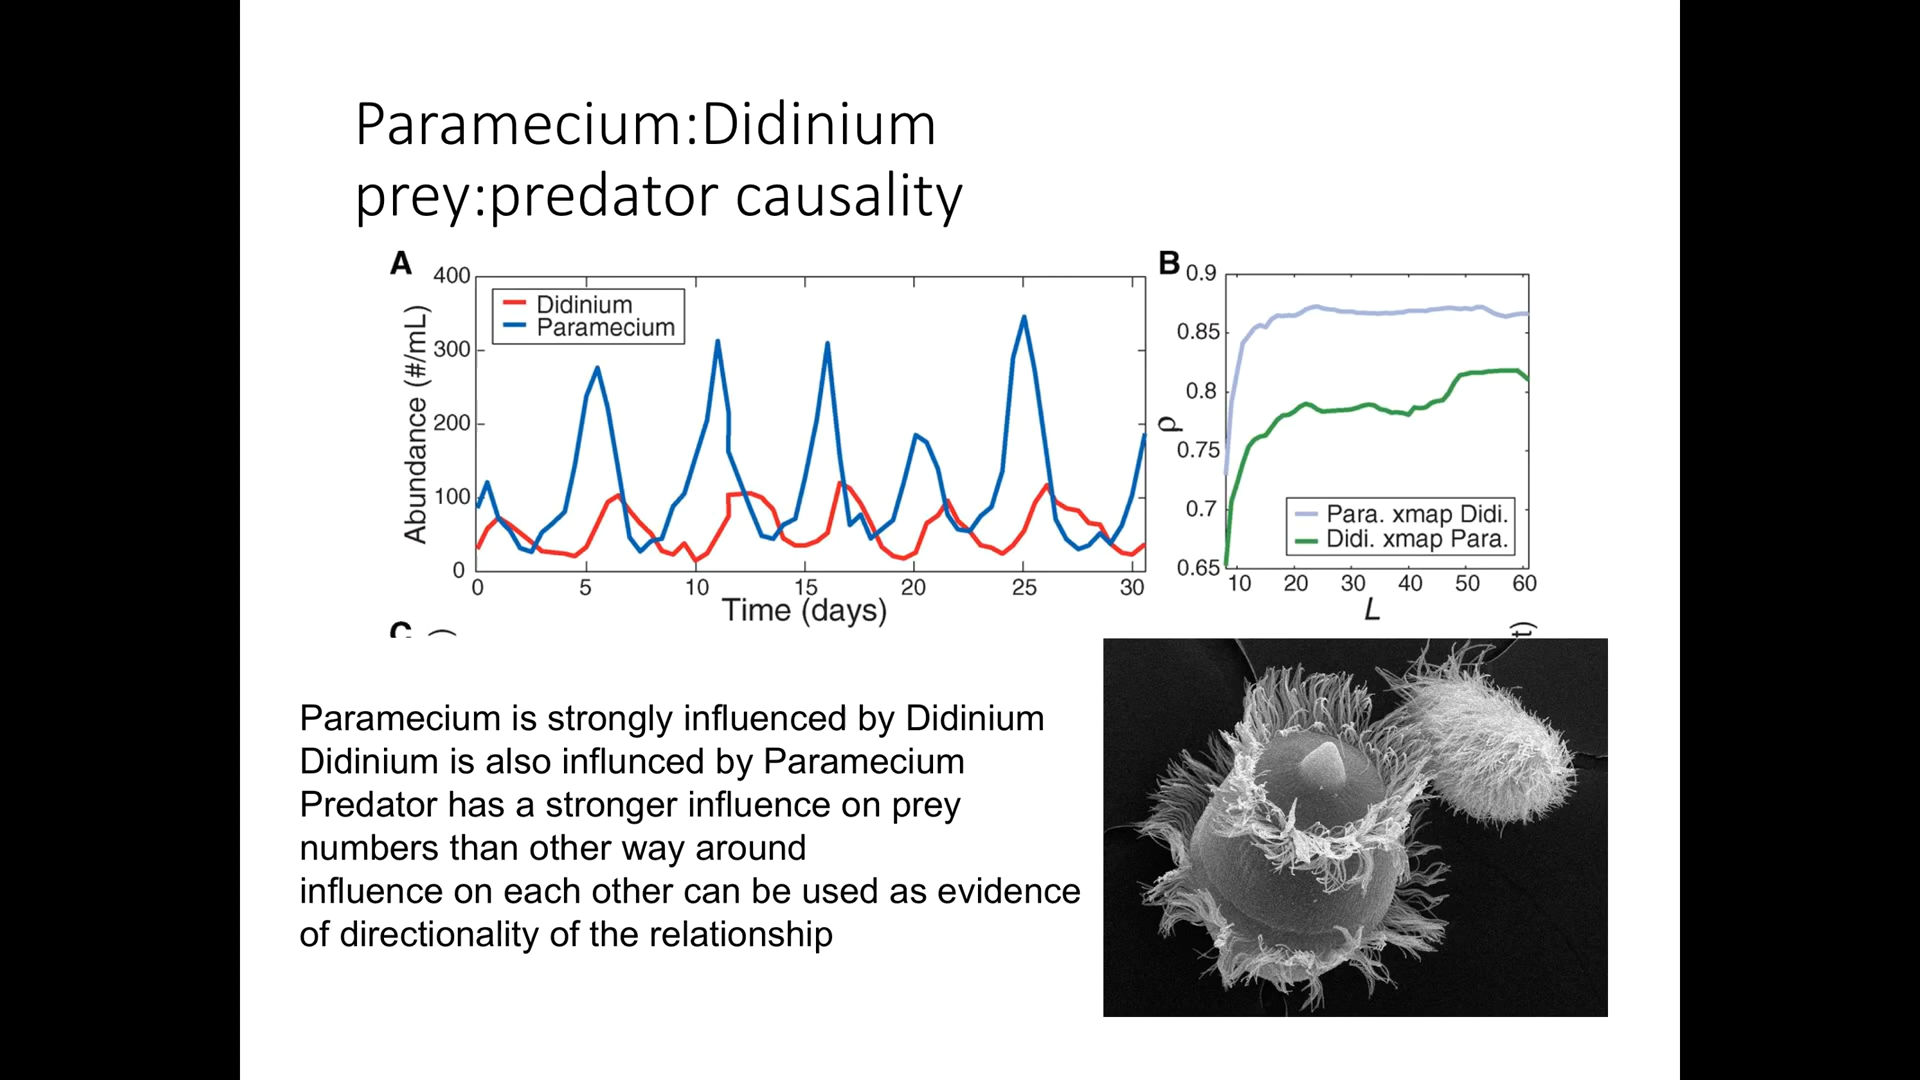 Paramecium:Didinium
prey:predator causality
A
400
300
200
100
0
Abundance (#/mL)
Didinium
Paramecium
0 5 10 15 20 25 30
Time (days)
B
0.9
0.85
0.8
0.75
0.7
0.65
ρ
Para. xmap Didi.
Didi. xmap Para.
10 20 30 40 50 60
L
Paramecium is strongly influenced by Didinium
Didinium is also influnced by Paramecium
Predator has a stronger influence on prey
numbers than other way around
influence on each other can be used as evidence
of directionality of the relationship